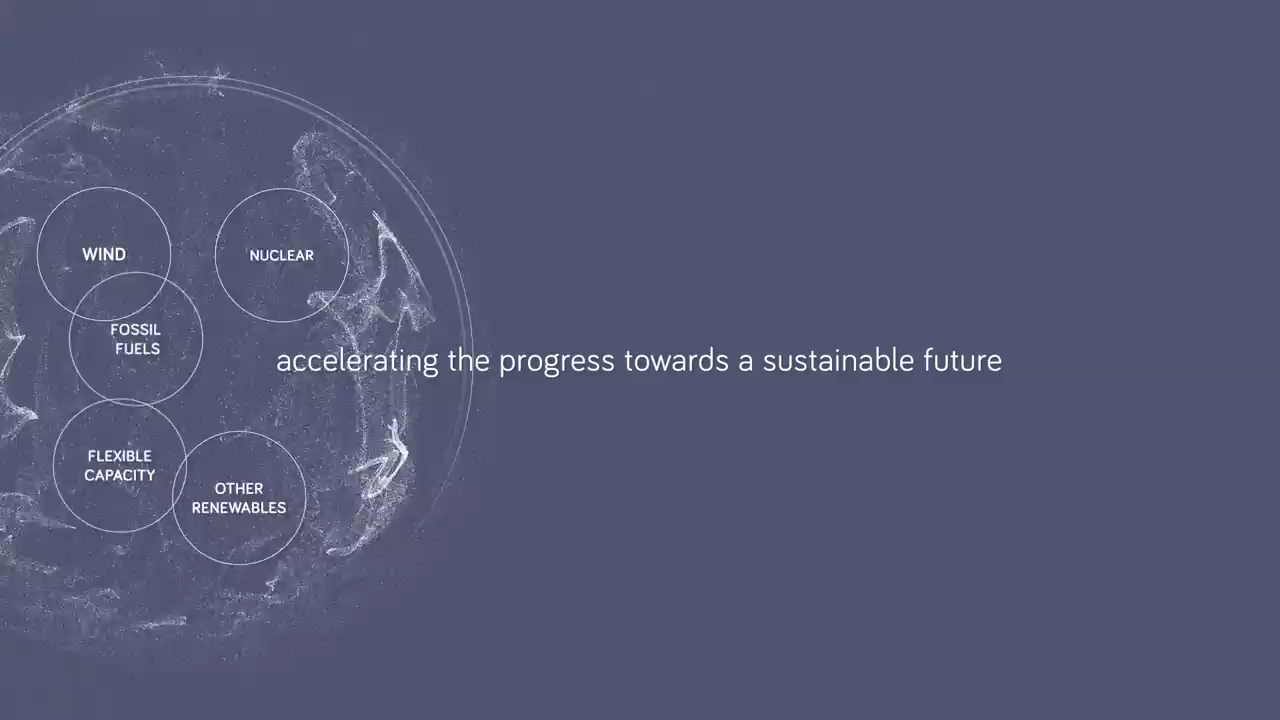 WIND
NUCLEAR
FOSSIL
FUELS
accelerating the progress towards a sustainable future
FLEXIBLE
CAPACITY
OTHER
RENEWABLES